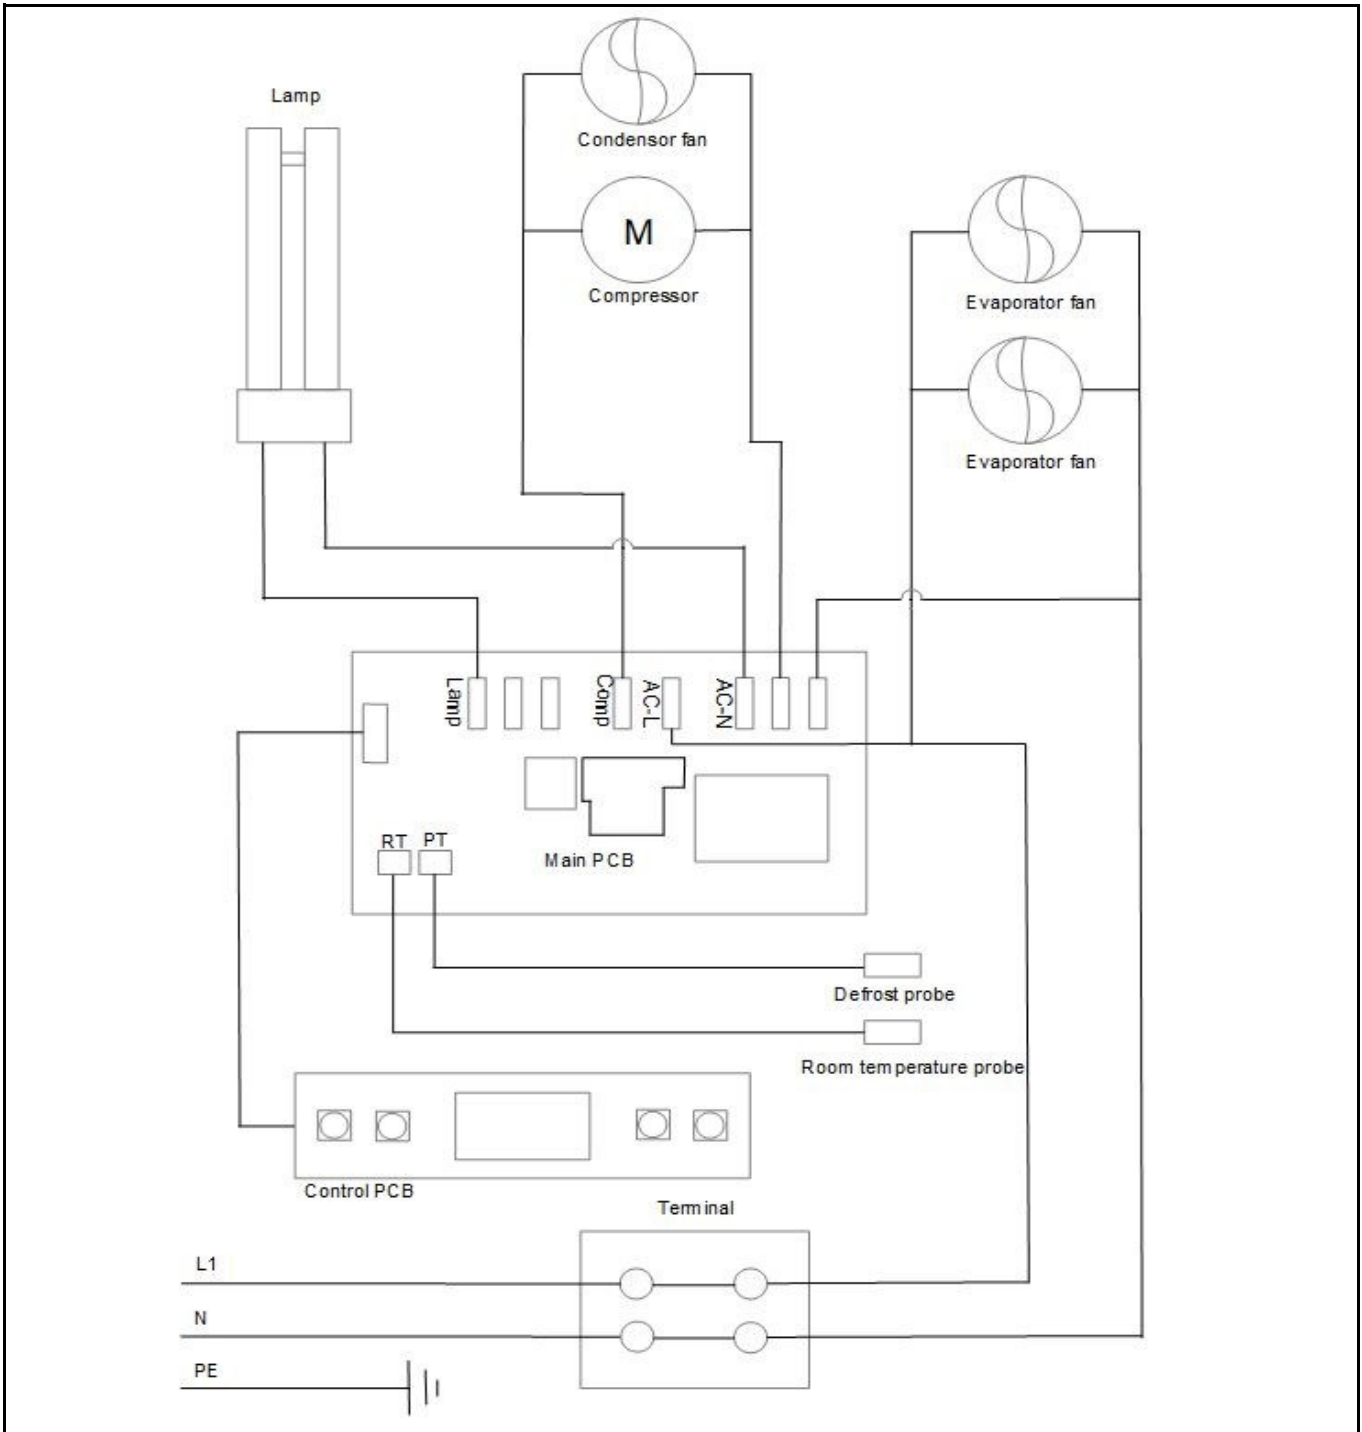 Lamp
Condensor fan
M
Compressor
Evaporator fan
Evaporator fan
Lamp
Comp
AC-L
AC-N
RT
PT
Main PCB
Defrost probe
Room temperature probe
Control PCB
Terminal
L1
N
PE